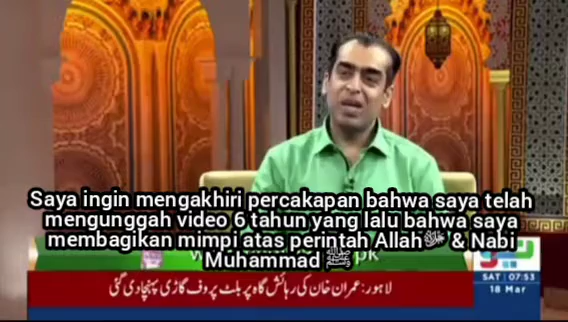 Saya ingin mengakhiri percakapan bahwa saya telah
mengunggah video 6 tahun yang lalu bahwa saya
membagikan mimpi atas perintah Allah ﷻ & Nabi
Muhammad ﷺ
نیو
SAT 07:53
18 Mar
لاہور: عمران خان کی رہائش گاہ پر بلٹ پروف گاڑی پہنچا دی گئی